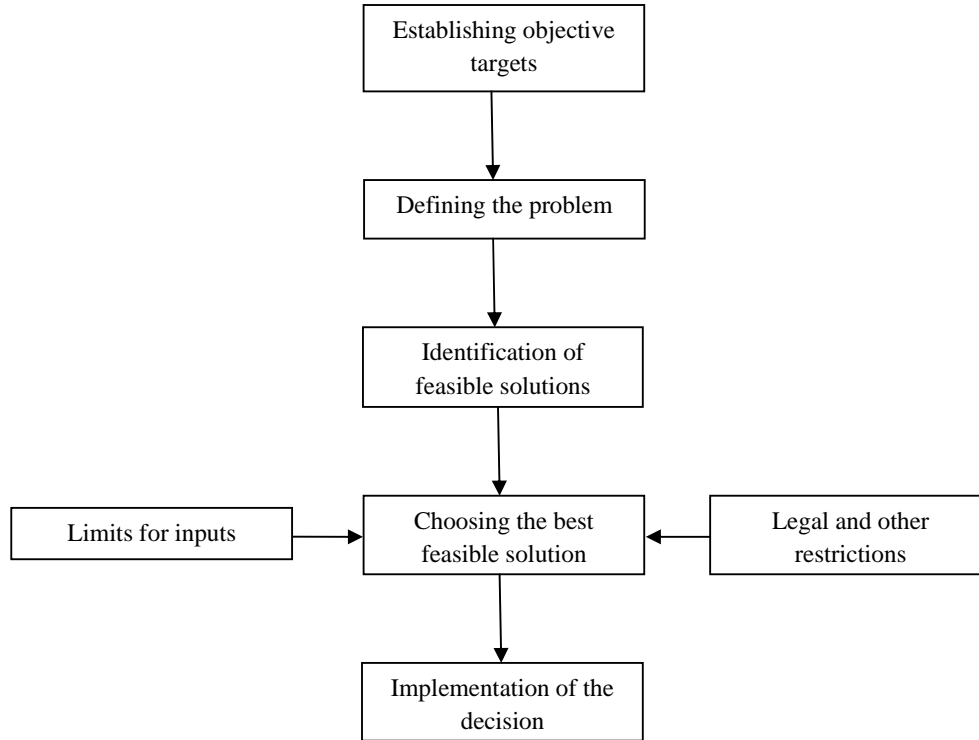 Establishing objective
targets
Defining the problem
Identification of
feasible solutions
Limits for inputs
Choosing the best
feasible solution
Legal and other
restrictions
Implementation of the
decision